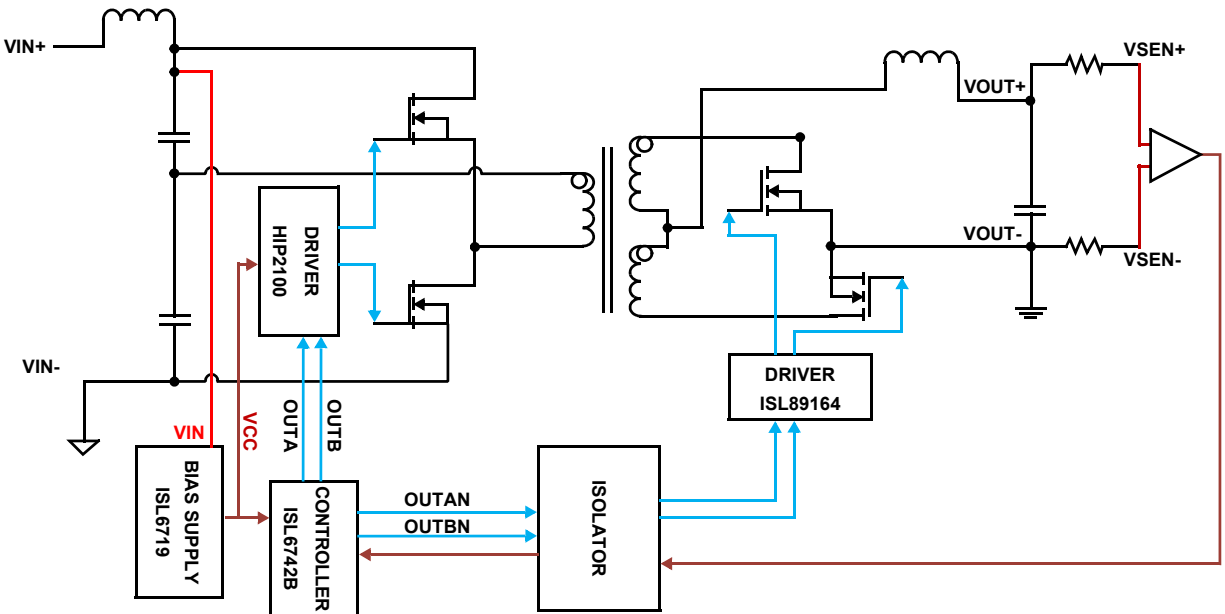 VIN+
VSEN+
VOUT+
DRIVER
HIP2100
VOUT-
VSEN-
VIN-
DRIVER
ISL89164
VIN
VCC
OUTA
OUTB
BIAS SUPPLY
ISL6719
CONTROLLER
ISL6742B
OUTAN
OUTBN
ISOLATOR